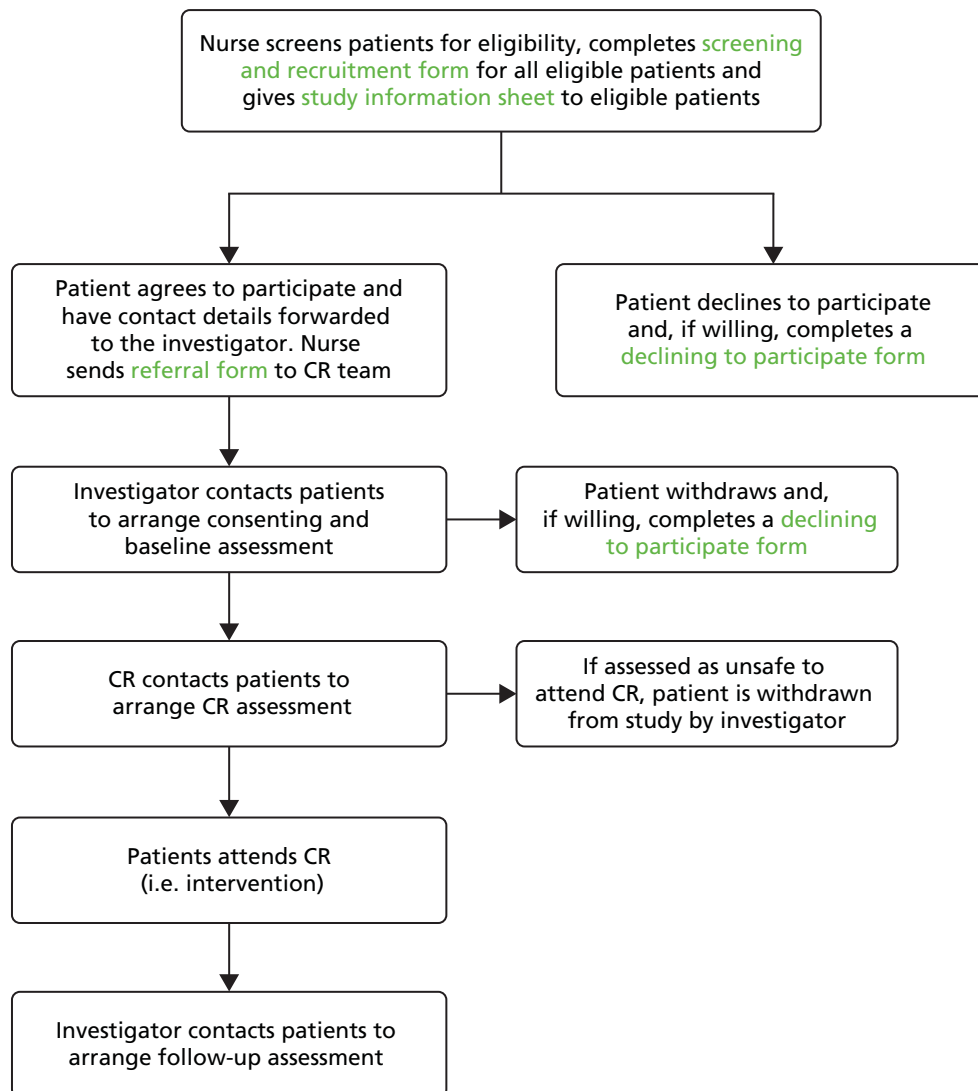 Nurse screens patients for eligibility, completes screening
and recruitment form for all eligible patients and
gives study information sheet to eligible patients
Patient agrees to participate and
have contact details forwarded
to the investigator. Nurse
sends referral form to CR team
Patient declines to participate
and, if willing, completes a
declining to participate form
Investigator contacts patients
to arrange consenting and
baseline assessment
Patient withdraws and,
if willing, completes a declining
to participate form
CR contacts patients to
arrange CR assessment
If assessed as unsafe to
attend CR, patient is withdrawn
from study by investigator
Patients attends CR
(i.e. intervention)
Investigator contacts patients to
arrange follow-up assessment